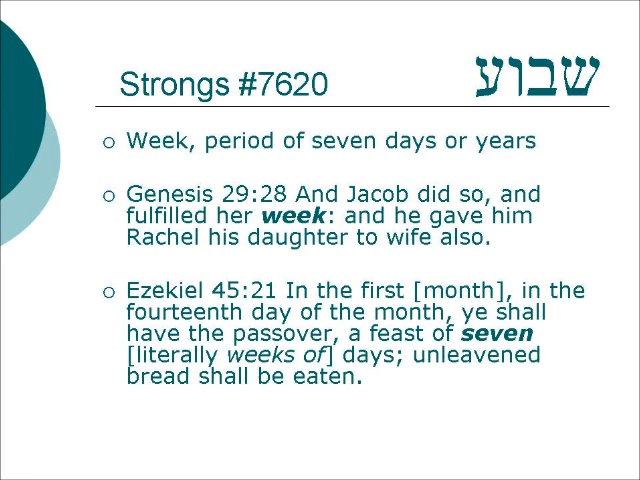 Strongs #7620 שבוע
Week, period of seven days or years
Genesis 29:28 And Jacob did so, and
fulfilled her week: and he gave him
Rachel his daughter to wife also.
Ezekiel 45:21 In the first [month], in the
fourteenth day of the month, ye shall
have the passover, a feast of seven
[literally weeks of] days; unleavened
bread shall be eaten.